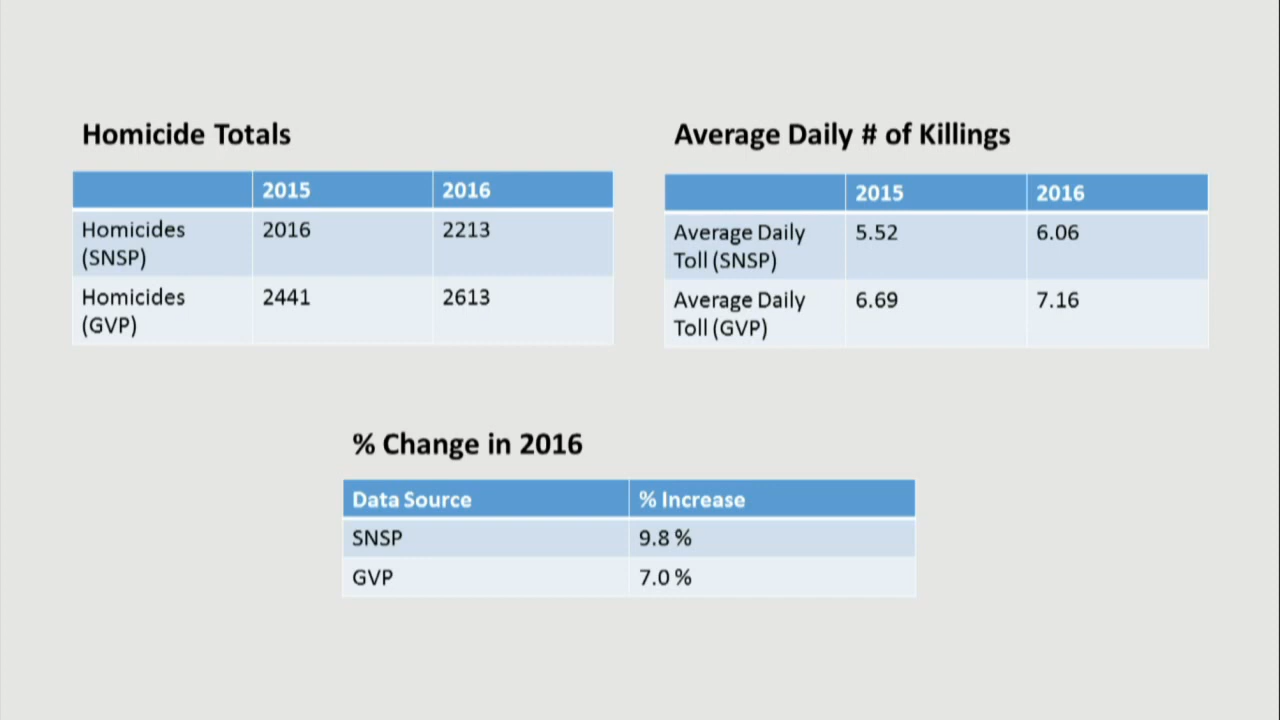 Homicide Totals
2015 2016
Homicides (SNSP) 2016 2213
Homicides (GVP) 2441 2613
Average Daily # of Killings
2015 2016
Average Daily Toll (SNSP) 5.52 6.06
Average Daily Toll (GVP) 6.69 7.16
% Change in 2016
Data Source % Increase
SNSP 9.8 %
GVP 7.0 %